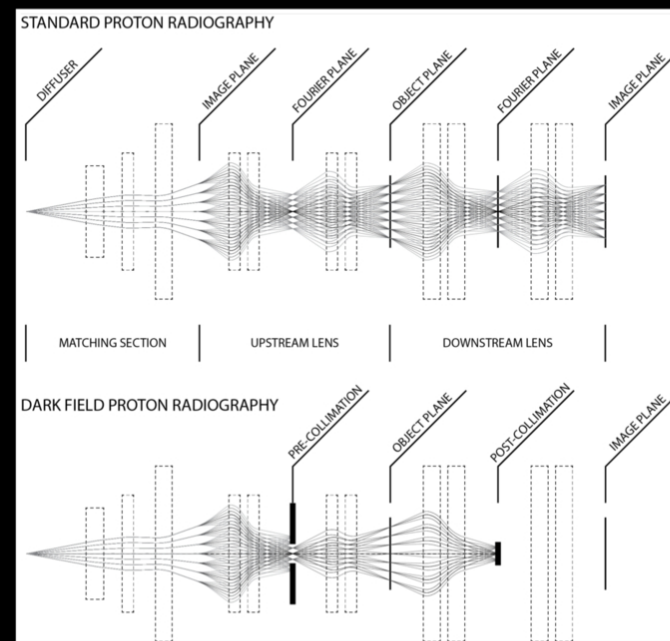 STANDARD PROTON RADIOGRAPHY
DIFFUSER
IMAGE PLANE
FOURIER PLANE
OBJECT PLANE
FOURIER PLANE
IMAGE PLANE
MATCHING SECTION
UPSTREAM LENS
DOWNSTREAM LENS
DARK FIELD PROTON RADIOGRAPHY
PRE-COLLIMATION
OBJECT PLANE
POST-COLLIMATION
IMAGE PLANE